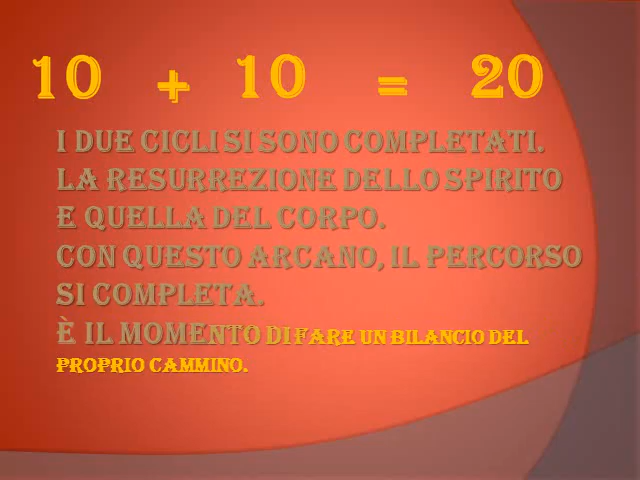 10 + 10 = 20
I DUE CICLI SI SONO COMPLETATI.
LA RESURREZIONE DELLO SPIRITO
E QUELLA DEL CORPO.
CON QUESTO ARCANO, IL PERCORSO
SI COMPLETA.
È IL MOMENTO DI FARE UN BILANCIO DEL
PROPRIO CAMMINO.